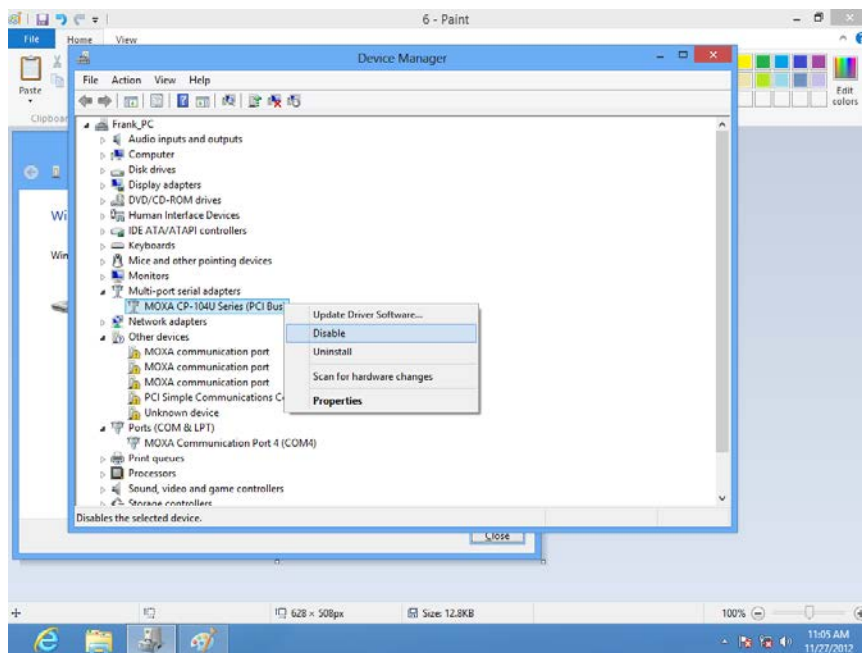 6 - Paint
File Home View
Paste
Clipboar
Edit colors
Device Manager
File Action View Help
Frank_PC
Audio inputs and outputs
Computer
Disk drives
Display adapters
DVD/CD-ROM drives
Human Interface Devices
IDE ATA/ATAPI controllers
Keyboards
Mice and other pointing devices
Monitors
Multi-port serial adapters
MOXA CP-104U Series (PCI Bus
Network adapters
Other devices
MOXA communication port
MOXA communication port
MOXA communication port
PCI Simple Communications C
Unknown device
Ports (COM & LPT)
MOXA Communication Port 4 (COM4)
Print queues
Processors
Sound, video and game controllers
Storage controllers
Update Driver Software...
Disable
Uninstall
Scan for hardware changes
Properties
Disables the selected device.
Wi
Win
Close
628 × 508px
Size: 12.8KB
100%
11:05 AM
11/27/2012